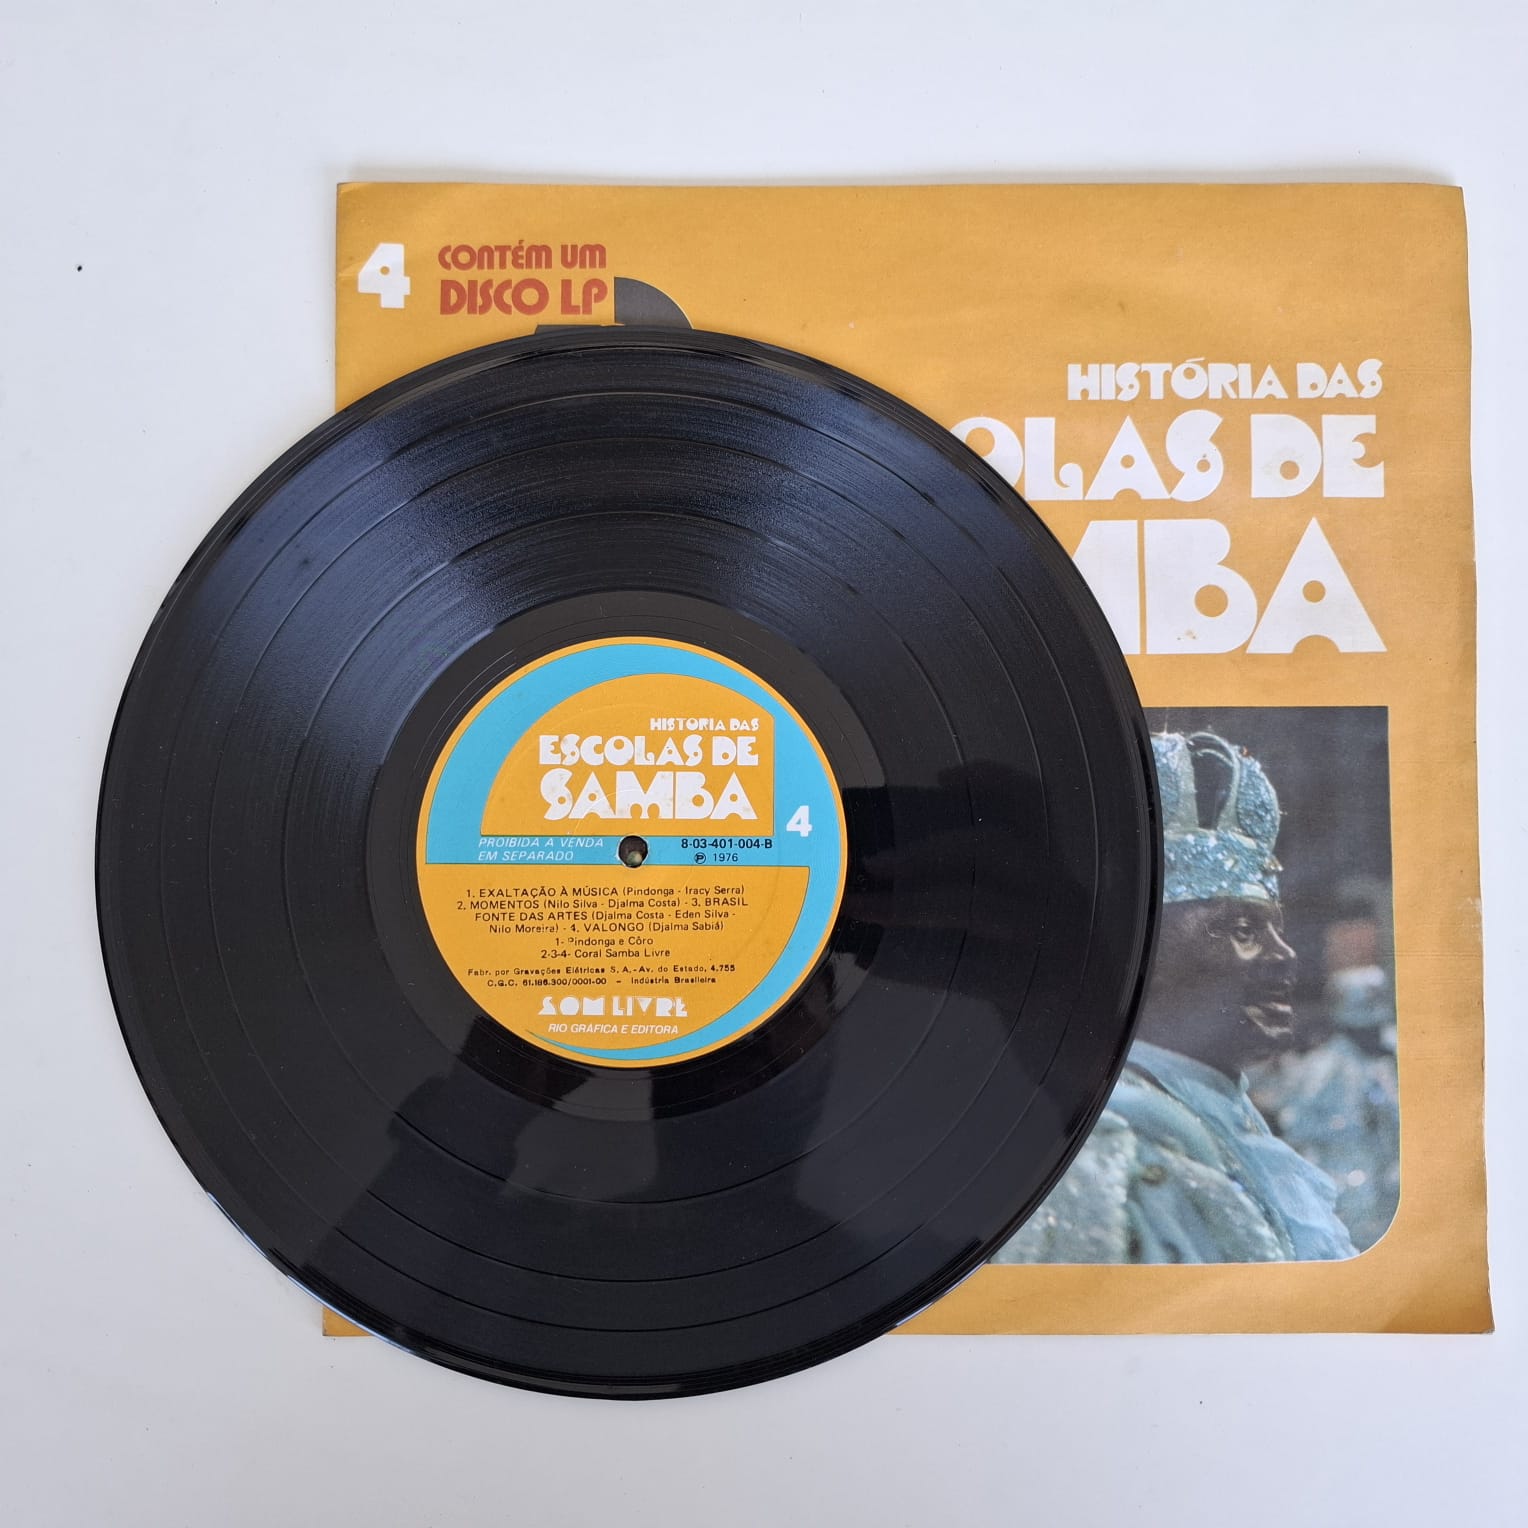 4
CONTÉM UM
DISCO LP
HISTÓRIA DAS
OLAS DE
MBA
HISTÓRIA DAS
ESCOLAS DE
SAMBA
4
PROIBIDA A VENDA
EM SEPARADO
8-03-401-004-B
℗ 1976
1. EXALTAÇÃO À MÚSICA (Pindonga - Iracy Serra)
2. MOMENTOS (Nilo Silva - Djalma Costa) - 3. BRASIL
FONTE DAS ARTES (Djalma Costa - Eden Silva -
Nilo Moreira) - 4. VALONGO (Djalma Sabiá)
1- Pindonga e Côro
2-3-4- Coral Samba Livre
Fabr. por Gravações Elétricas S. A. - Av. do Estado, 4.755
C.G.C. 61.186.300/0001-00 - Indústria Brasileira
SOM LIVRE
RIO GRÁFICA E EDITORA